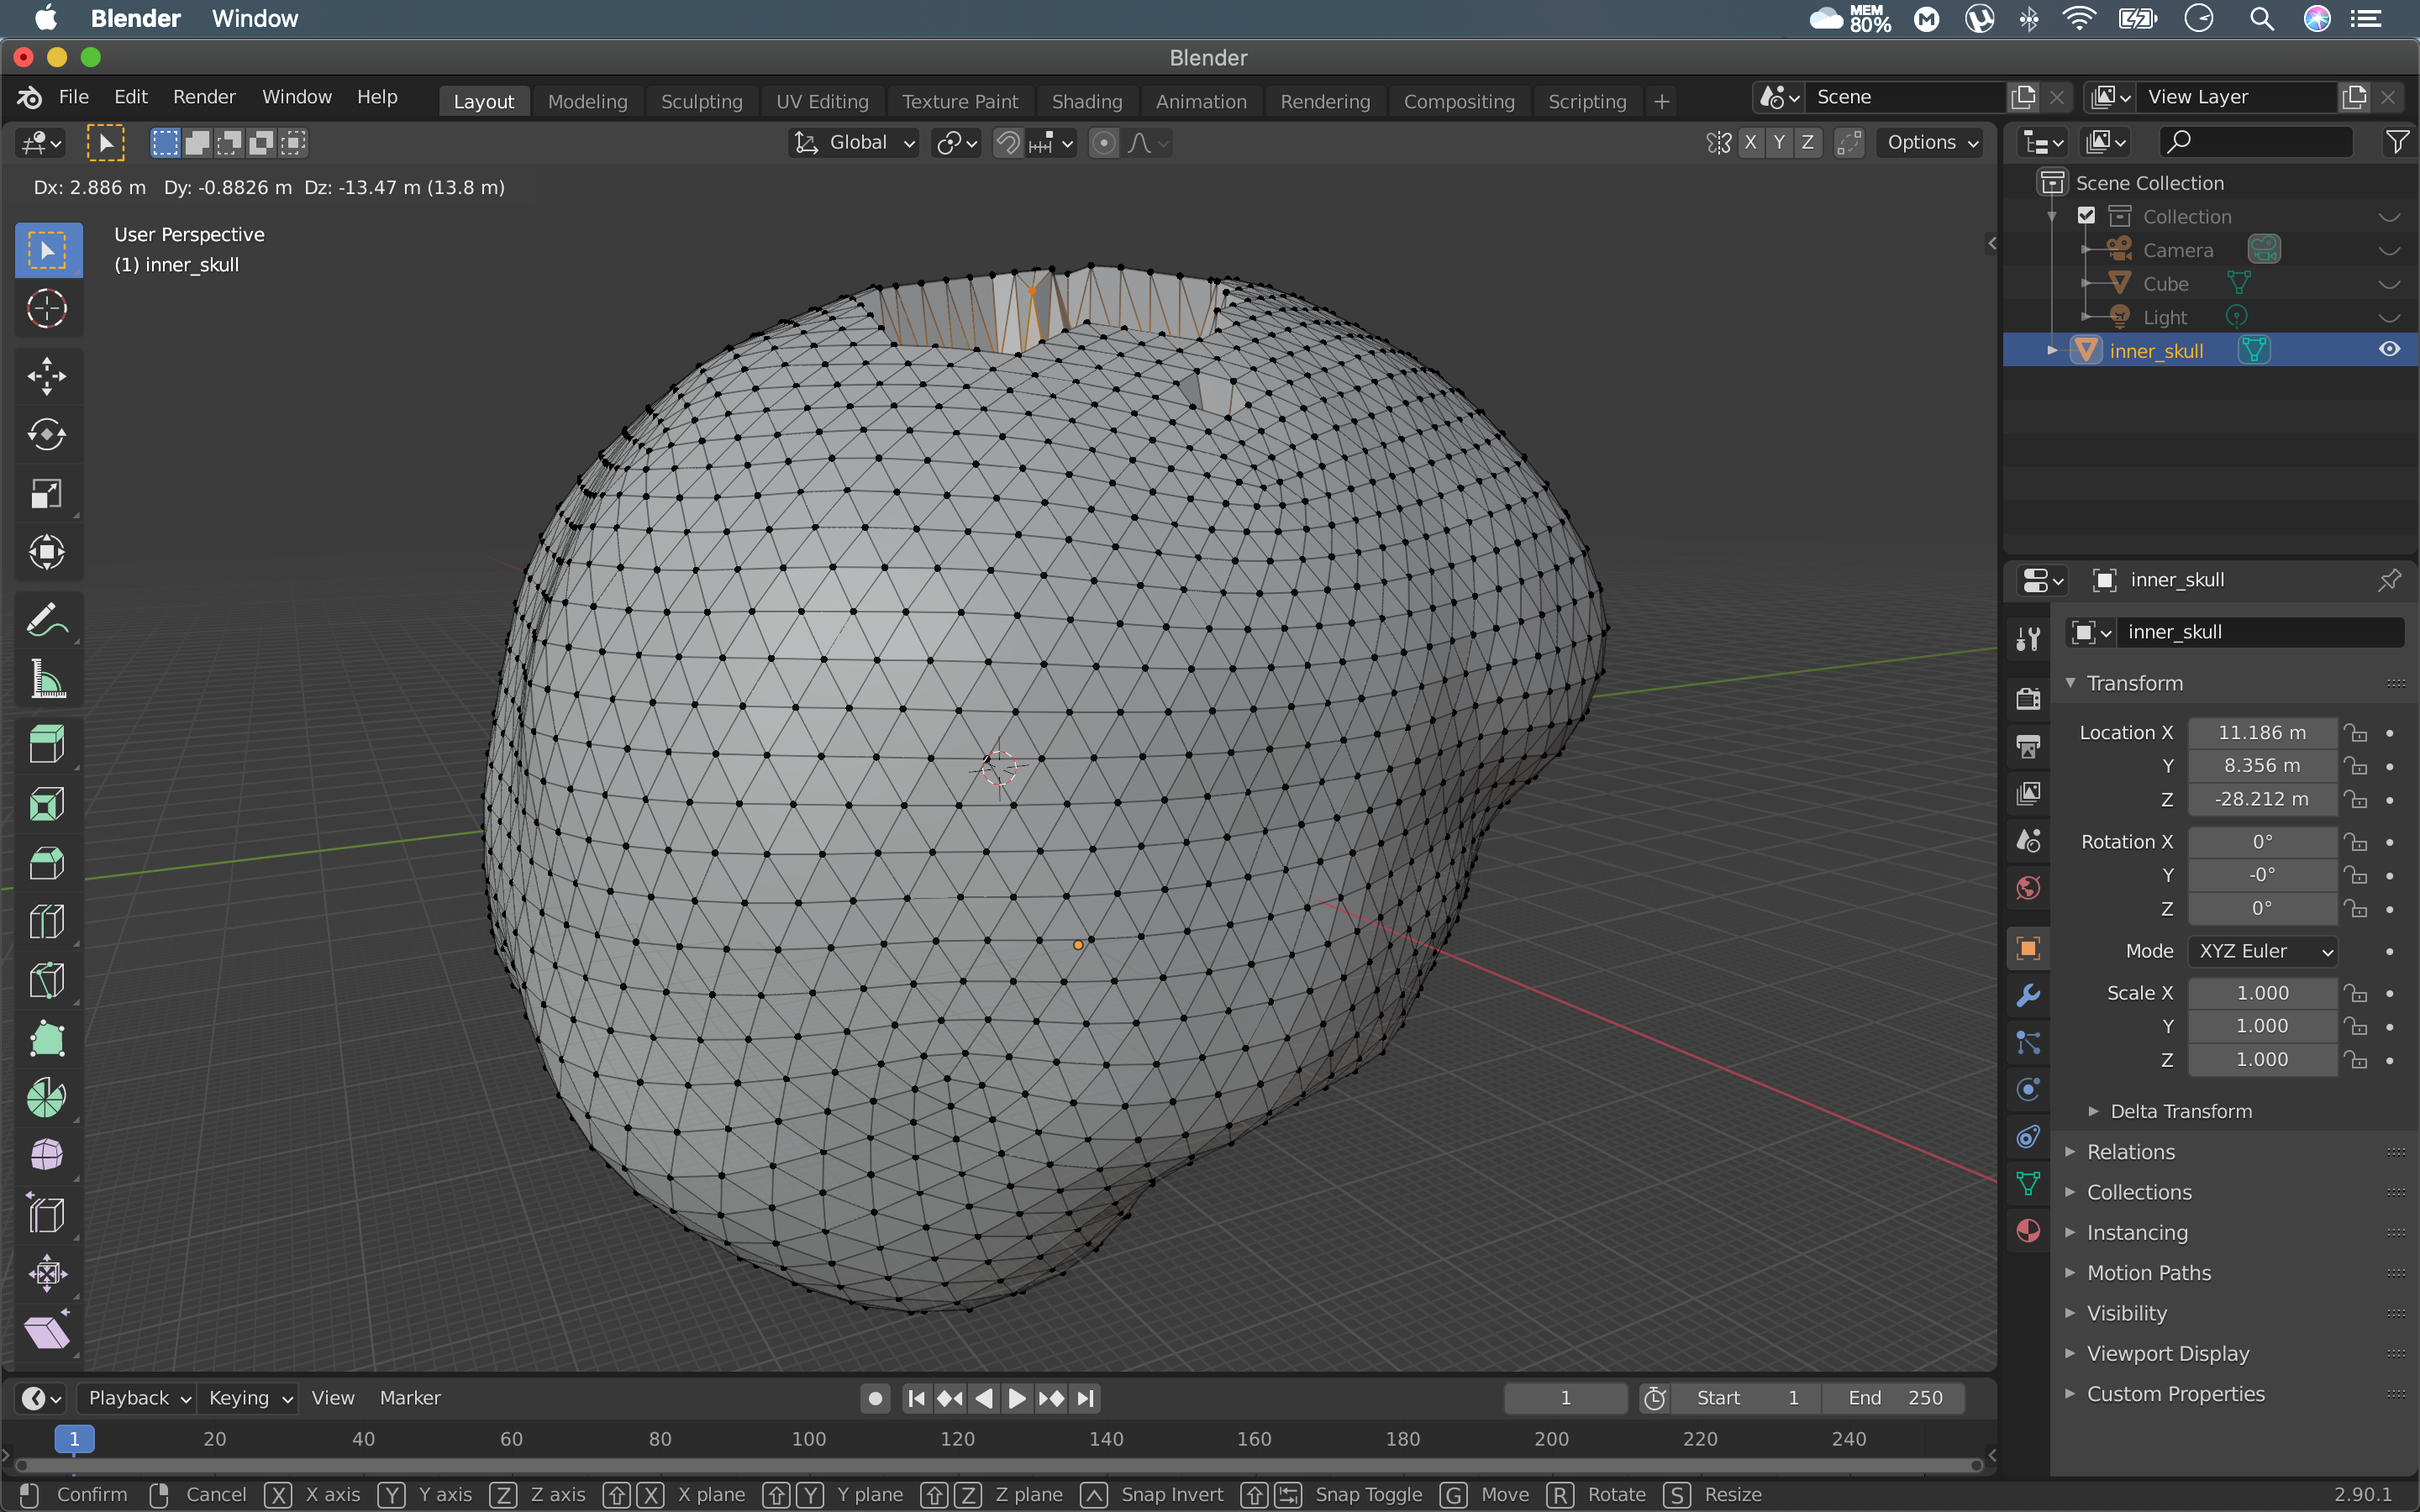 Blender Window MEM 80%
Blender
File Edit Render Window Help Layout Modeling Sculpting UV Editing Texture Paint Shading Animation Rendering Compositing Scripting + Scene View Layer
Global X Y Z Options
Dx: 2.886 m Dy: -0.8826 m Dz: -13.47 m (13.8 m)
User Perspective
(1) inner_skull
Scene Collection
Collection
Camera
Cube
Light
inner_skull
inner_skull
inner_skull
Transform
Location X 11.186 m
Y 8.356 m
Z -28.212 m
Rotation X 0°
Y -0°
Z 0°
Mode XYZ Euler
Scale X 1.000
Y 1.000
Z 1.000
Delta Transform
Relations
Collections
Instancing
Motion Paths
Visibility
Viewport Display
Custom Properties
Playback Keying View Marker 1 Start 1 End 250
1 20 40 60 80 100 120 140 160 180 200 220 240
Confirm Cancel X X axis Y Y axis Z Z axis X X plane Y Y plane Z Z plane Snap Invert Snap Toggle G Move R Rotate S Resize 2.90.1